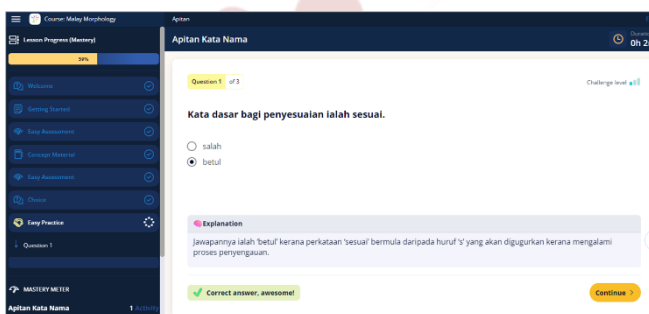 Course: Malay Morphology
Apitan
Lesson Progress (Mastery)
Apitan Kata Nama
0h 2
59%
Welcome
Question 1 of 3
Challenge level
Getting Started
Kata dasar bagi penyesuaian ialah sesuai.
Easy Assessment
salah
Concept Material
betul
Easy Assessment
Choice
Easy Practice
Explanation
Question 1
Jawapannya ialah 'betul' kerana perkataan 'sesuai' bermula daripada huruf 's' yang akan digugurkan kerana mengalami
proses penyengauan.
MASTERY METER
Correct answer, awesome!
Continue
Apitan Kata Nama
1 Activity